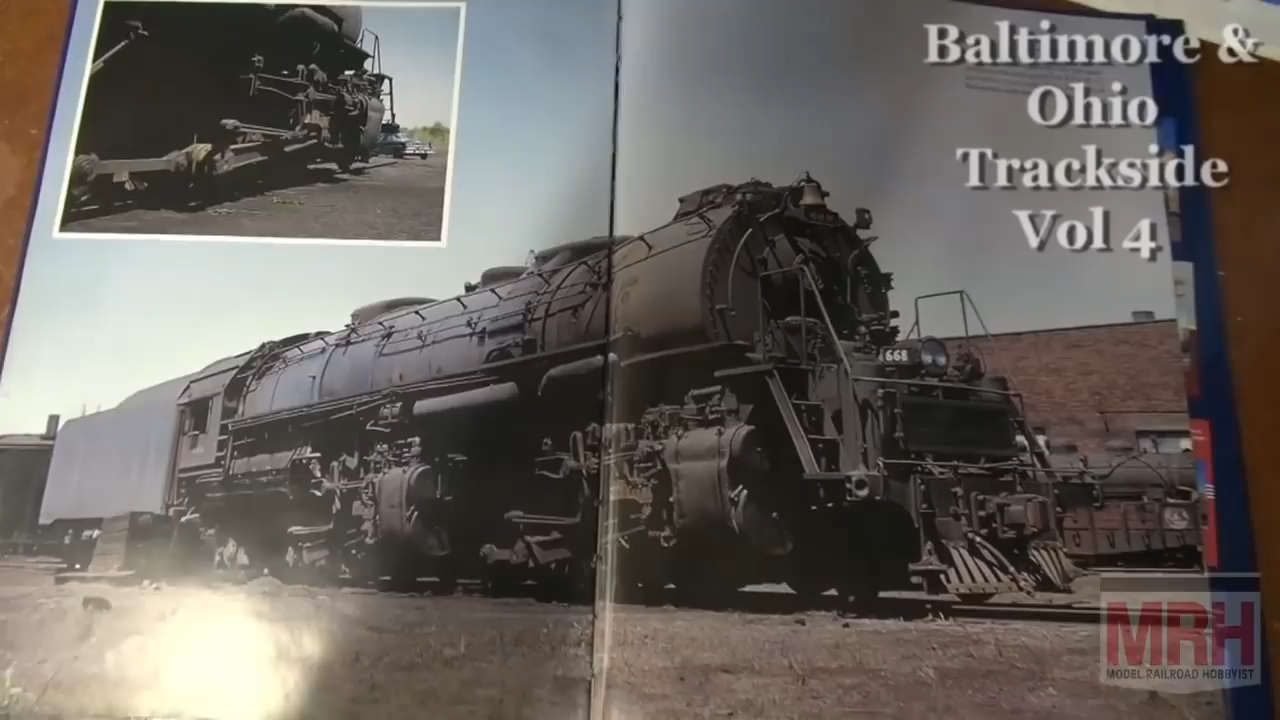 Baltimore &
Ohio
Trackside
Vol 4
668
MRH
MODEL RAILROAD HOBBYIST